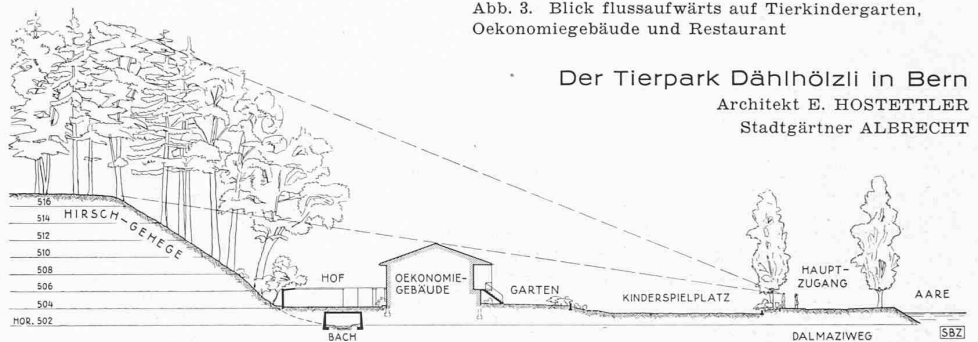 Abb. 3. Blick flussaufwärts auf Tierkindergarten,
Oekonomiegebäude und Restaurant
Der Tierpark Dählhölzli in Bern
Architekt E. HOSTETTLER
Stadtgärtner ALBRECHT
516
514
512
510
508
506
504
HOR. 502
HIRSCH-
GEHEGE
HOF
BACH
OEKONOMIE-
GEBÄUDE
GARTEN
KINDERSPIELPLATZ
HAUPT-
ZUGANG
AARE
DALMAZIWEG
SBZ